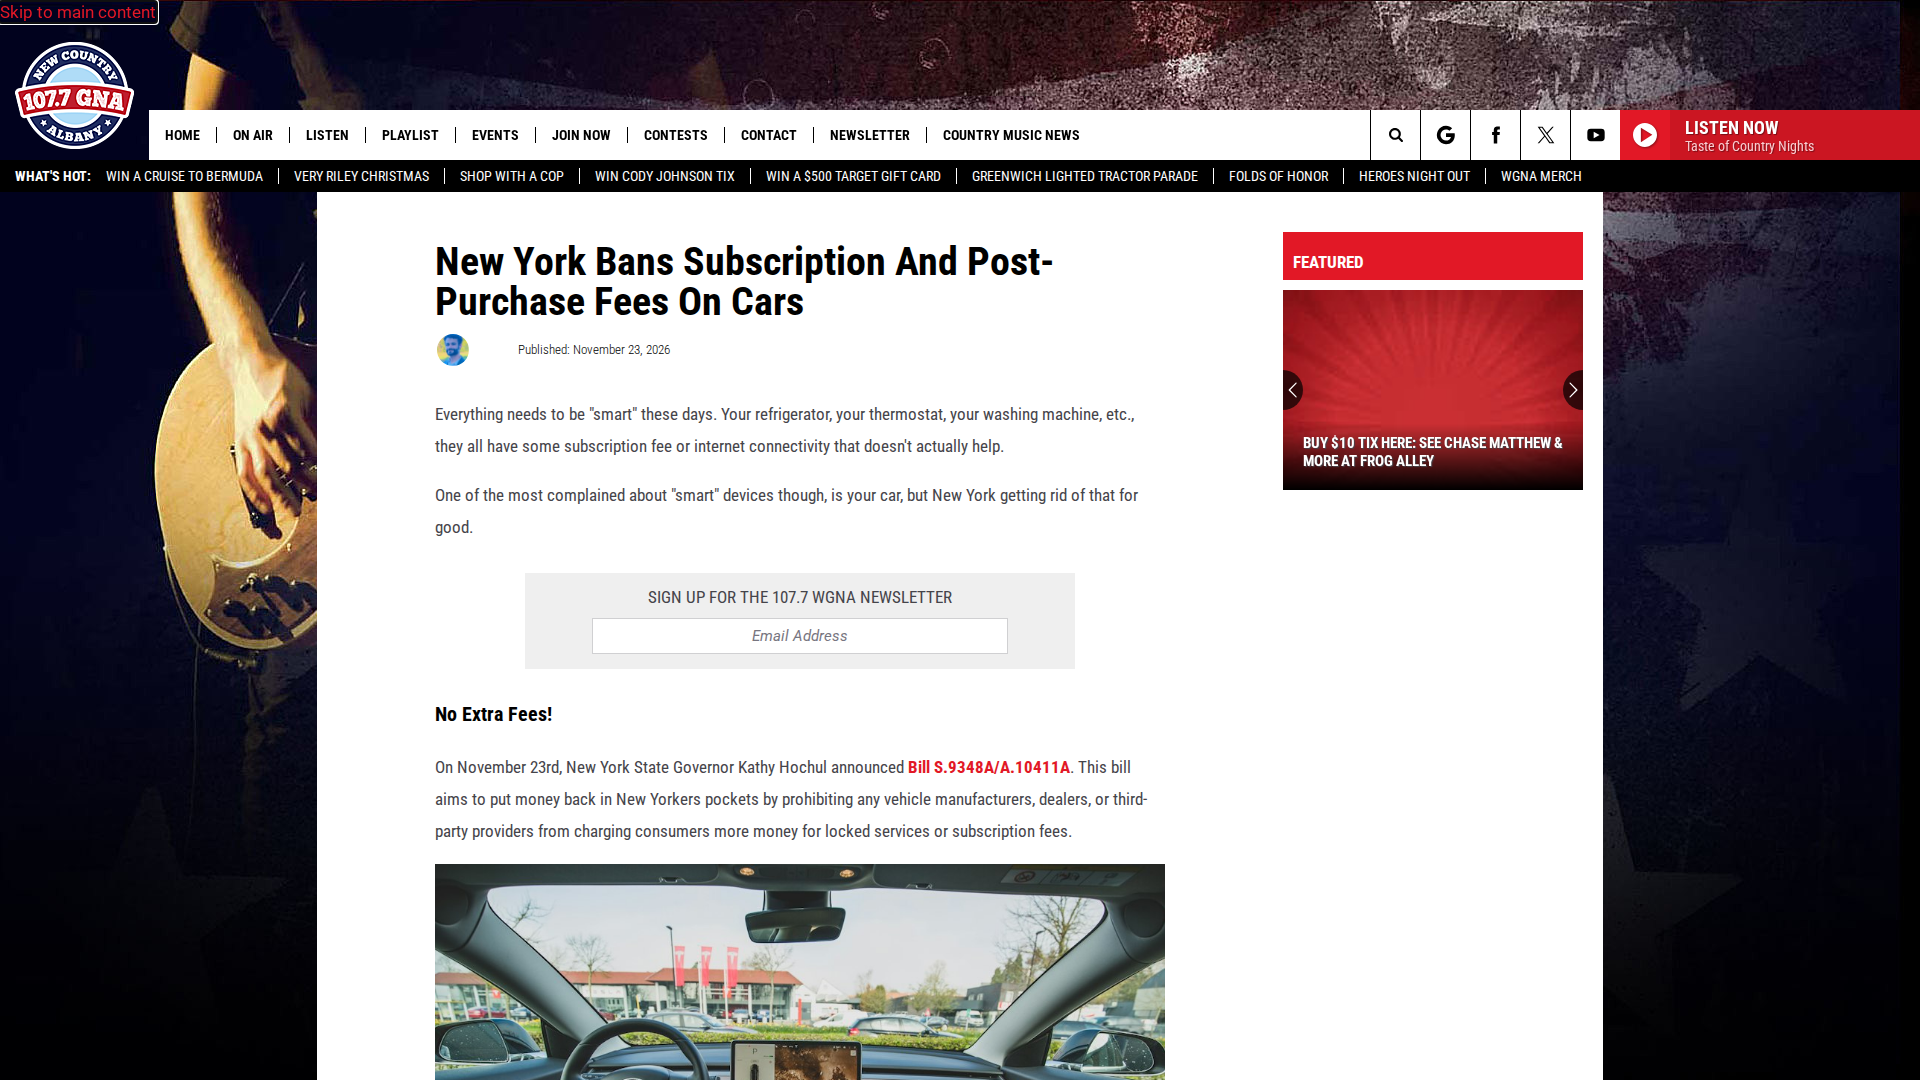 Skip to main content
NEW COUNTRY
107.7 GNA
ALBANY
HOME
ON AIR
LISTEN
PLAYLIST
EVENTS
JOIN NOW
CONTESTS
CONTACT
NEWSLETTER
COUNTRY MUSIC NEWS
LISTEN NOW
Taste of Country Nights
WHAT'S HOT:
WIN A CRUISE TO BERMUDA
VERY RILEY CHRISTMAS
SHOP WITH A COP
WIN CODY JOHNSON TIX
WIN A $500 TARGET GIFT CARD
GREENWICH LIGHTED TRACTOR PARADE
FOLDS OF HONOR
HEROES NIGHT OUT
WGNA MERCH
New York Bans Subscription And Post-
Purchase Fees On Cars
Published: November 23, 2026
Everything needs to be "smart" these days. Your refrigerator, your thermostat, your washing machine, etc.,
they all have some subscription fee or internet connectivity that doesn't actually help.
One of the most complained about "smart" devices though, is your car, but New York getting rid of that for
good.
SIGN UP FOR THE 107.7 WGNA NEWSLETTER
Email Address
No Extra Fees!
On November 23rd, New York State Governor Kathy Hochul announced Bill S.9348A/A.10411A. This bill
aims to put money back in New Yorkers pockets by prohibiting any vehicle manufacturers, dealers, or third-
party providers from charging consumers more money for locked services or subscription fees.
FEATURED
BUY $10 TIX HERE: SEE CHASE MATTHEW &
MORE AT FROG ALLEY